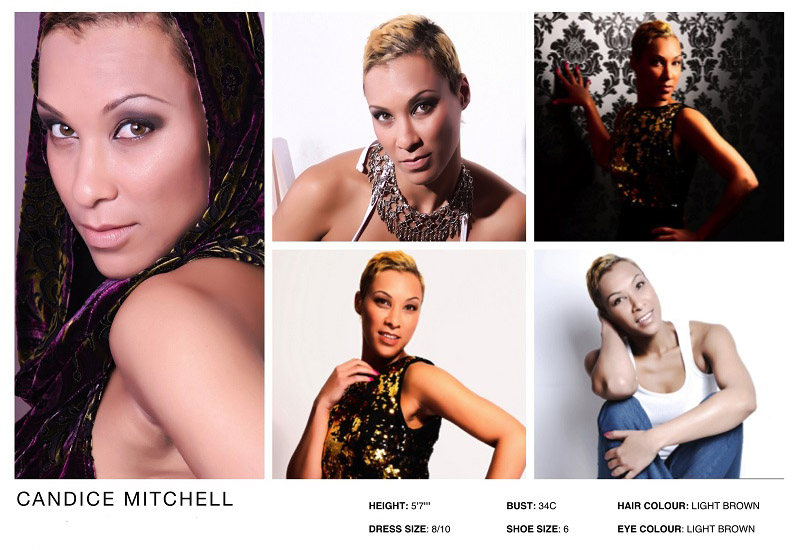 CANDICE MITCHELL
HEIGHT: 5'7""
BUST: 34C
HAIR COLOUR: LIGHT BROWN
DRESS SIZE: 8/10
SHOE SIZE: 6
EYE COLOUR: LIGHT BROWN